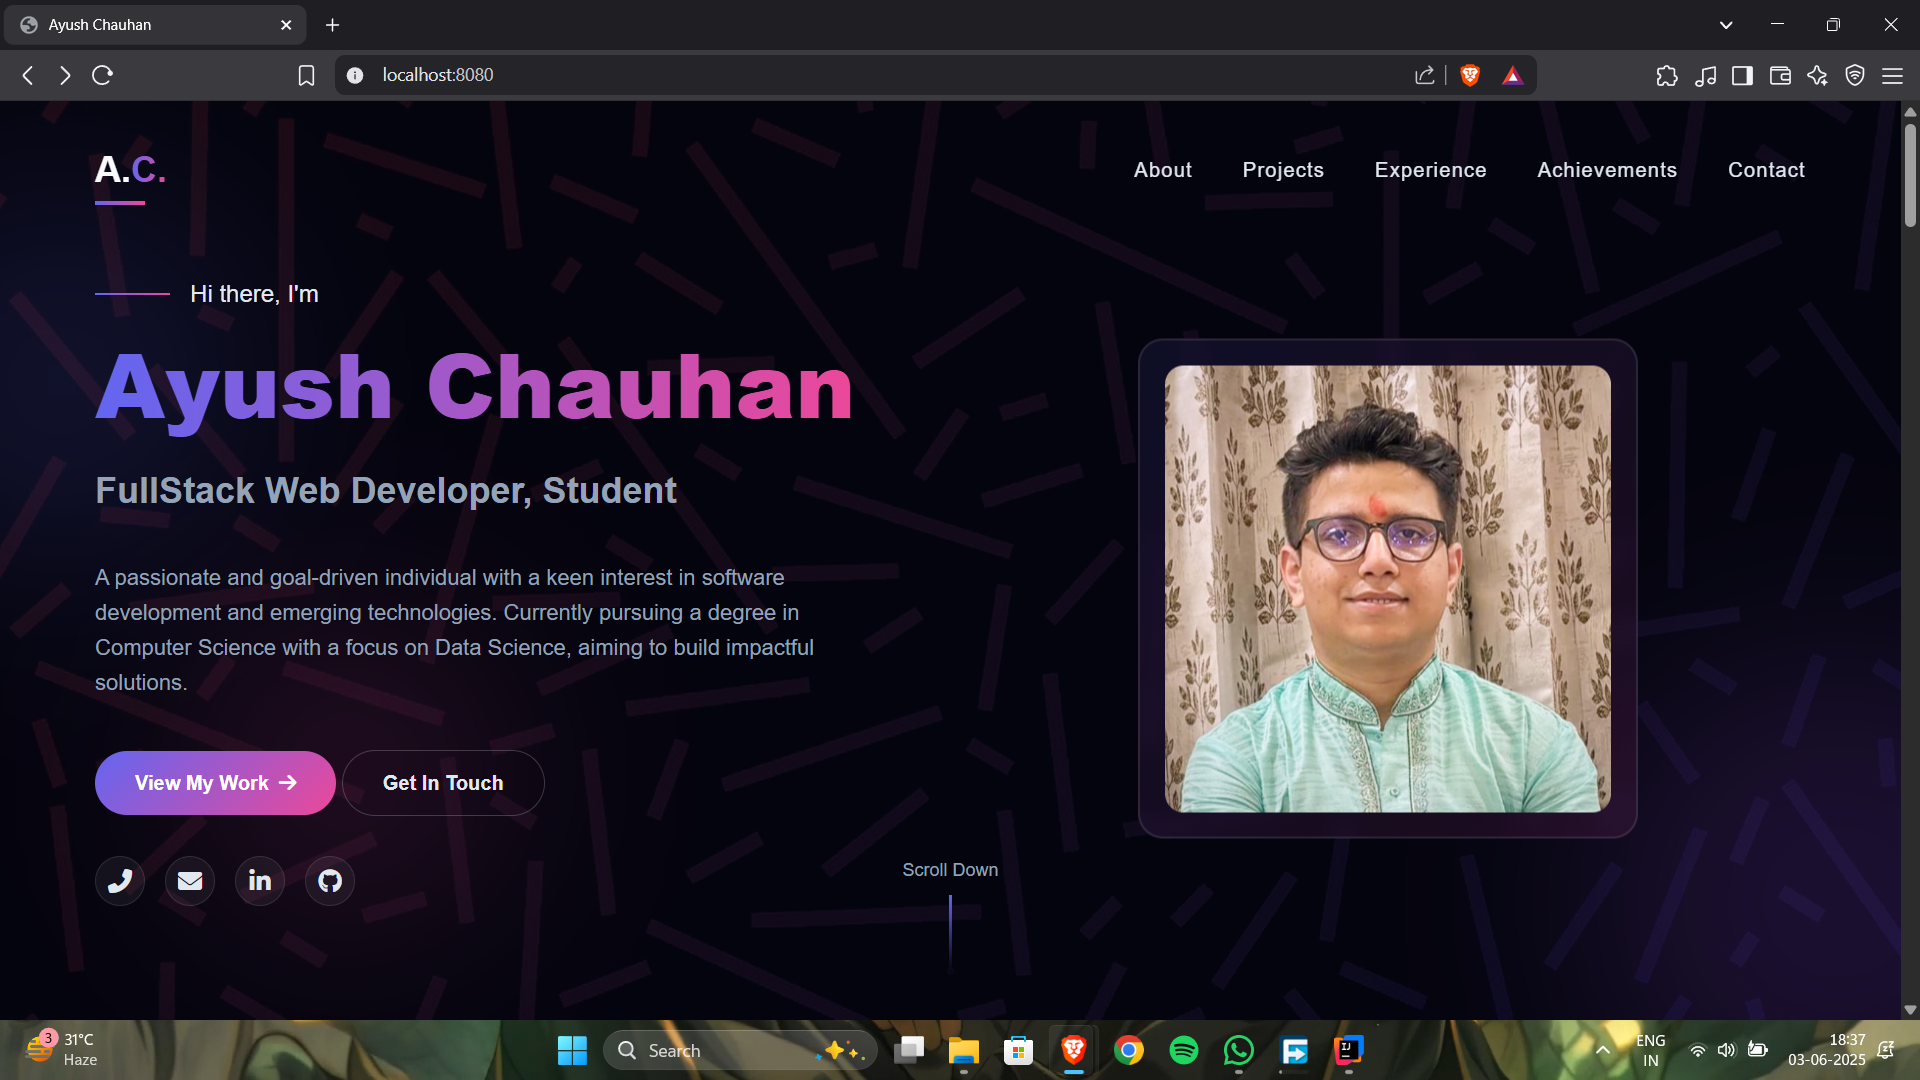 Ayush Chauhan
localhost:8080
A.C.
About
Projects
Experience
Achievements
Contact
Hi there, I'm
Ayush Chauhan
FullStack Web Developer, Student
A passionate and goal-driven individual with a keen interest in software
development and emerging technologies. Currently pursuing a degree in
Computer Science with a focus on Data Science, aiming to build impactful
solutions.
View My Work
Get In Touch
Scroll Down
3
31°C
Haze
Search
IJ
ENG
IN
18:37
03-06-2025